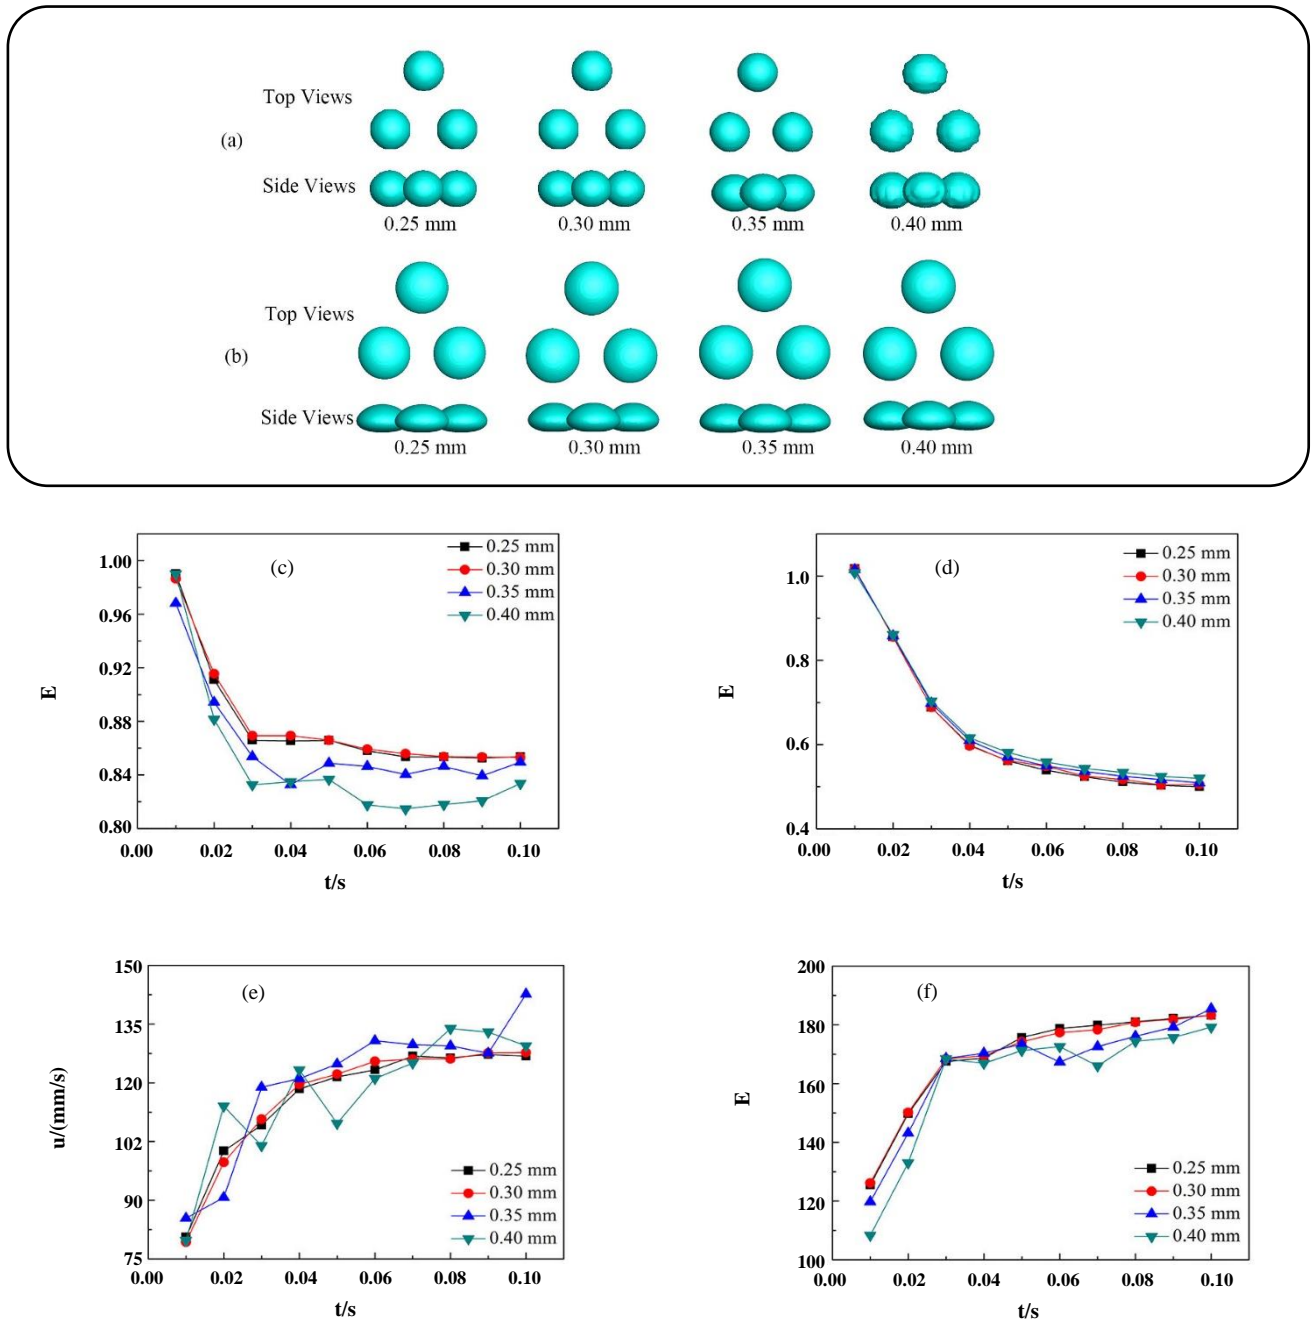 Top Views
(a)
Side Views
0.25 mm 0.30 mm 0.35 mm 0.40 mm
Top Views
(b)
Side Views
0.25 mm 0.30 mm 0.35 mm 0.40 mm
(c)
0.25 mm
0.30 mm
0.35 mm
0.40 mm
1.00
0.96
0.92
0.88
0.84
0.80
E
0.00 0.02 0.04 0.06 0.08 0.10
t/s
(d)
0.25 mm
0.30 mm
0.35 mm
0.40 mm
1.0
0.8
0.6
0.4
E
0.00 0.02 0.04 0.06 0.08 0.10
t/s
(e)
150
135
120
102
90
75
u/(mm/s)
0.25 mm
0.30 mm
0.35 mm
0.40 mm
0.00 0.02 0.04 0.06 0.08 0.10
t/s
(f)
200
180
160
140
120
100
E
0.25 mm
0.30 mm
0.35 mm
0.40 mm
0.00 0.02 0.04 0.06 0.08 0.10
t/s